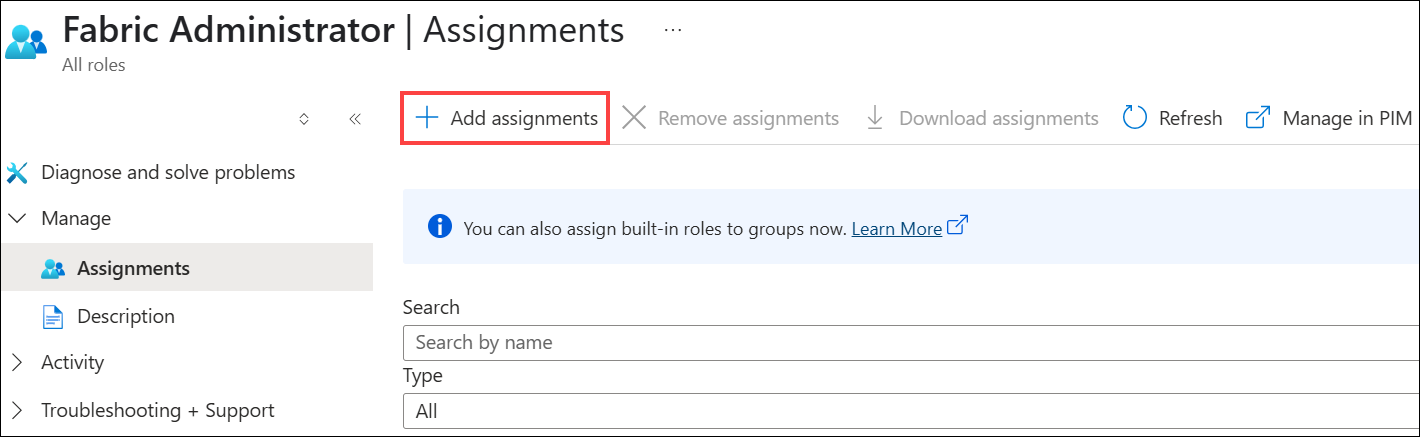 Fabric Administrator | Assignments ...
All roles
Add assignments Remove assignments Download assignments Refresh Manage in PIM
Diagnose and solve problems
Manage
Assignments
Description
Activity
Troubleshooting + Support
You can also assign built-in roles to groups now. Learn More
Search
Search by name
Type
All